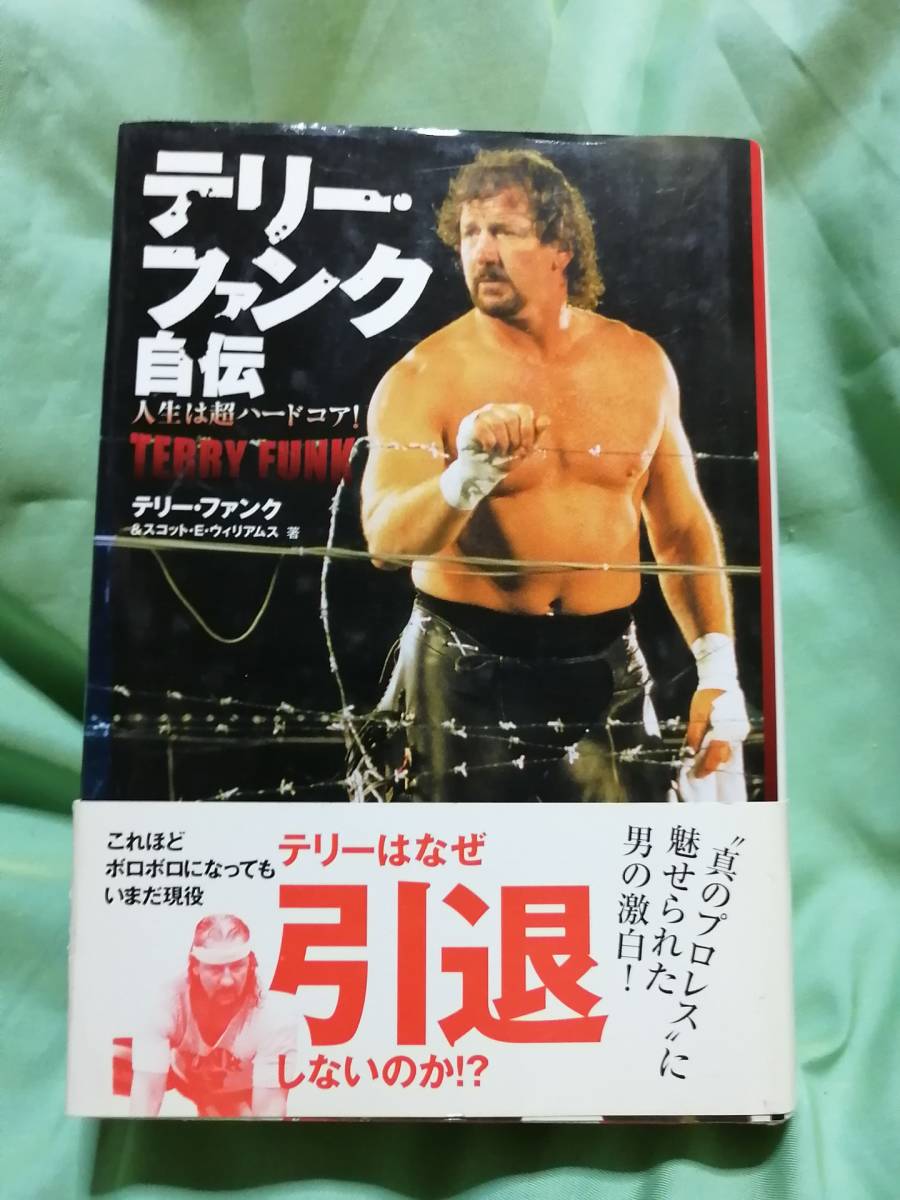 テリー・
ファンク
自伝
人生は超ハードコア!
TERRY FUNK
テリー・ファンク
&スコット・E・ウィリアムス 著
これほど
ボロボロになっても
いまだ現役
テリーはなぜ
引退
しないのか!?
〝真のプロレス〟に
魅せられた
男の激白!